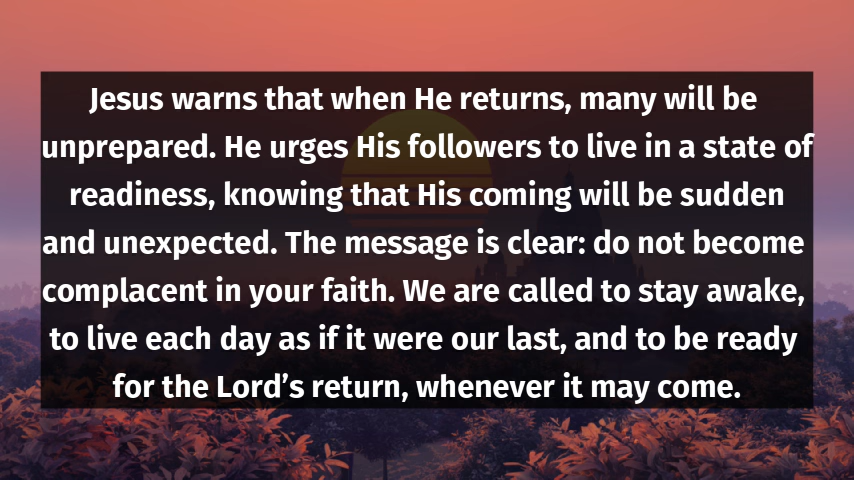 Jesus warns that when He returns, many will be
unprepared. He urges His followers to live in a state of
readiness, knowing that His coming will be sudden
and unexpected. The message is clear: do not become
complacent in your faith. We are called to stay awake,
to live each day as if it were our last, and to be ready
for the Lord’s return, whenever it may come.